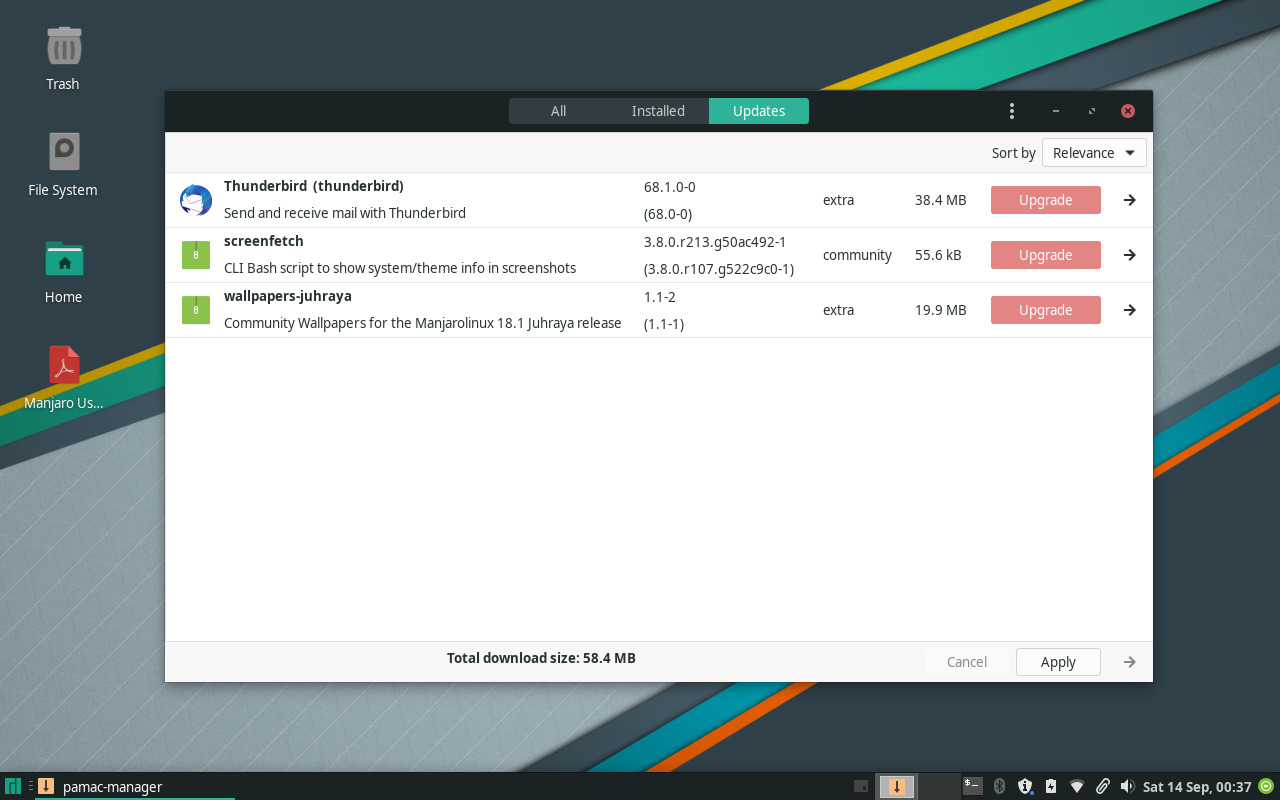 Trash
File System
Home
Manjaro Us...
All Installed Updates
Sort by Relevance
Thunderbird (thunderbird)
Send and receive mail with Thunderbird
68.1.0-0
(68.0-0)
extra 38.4 MB Upgrade
screenfetch
CLI Bash script to show system/theme info in screenshots
3.8.0.r213.g50ac492-1
(3.8.0.r107.g522c9c0-1)
community 55.6 kB Upgrade
wallpapers-juhraya
Community Wallpapers for the Manjarolinux 18.1 Juhraya release
1.1-2
(1.1-1)
extra 19.9 MB Upgrade
Total download size: 58.4 MB
Cancel Apply
pamac-manager
Sat 14 Sep, 00:37